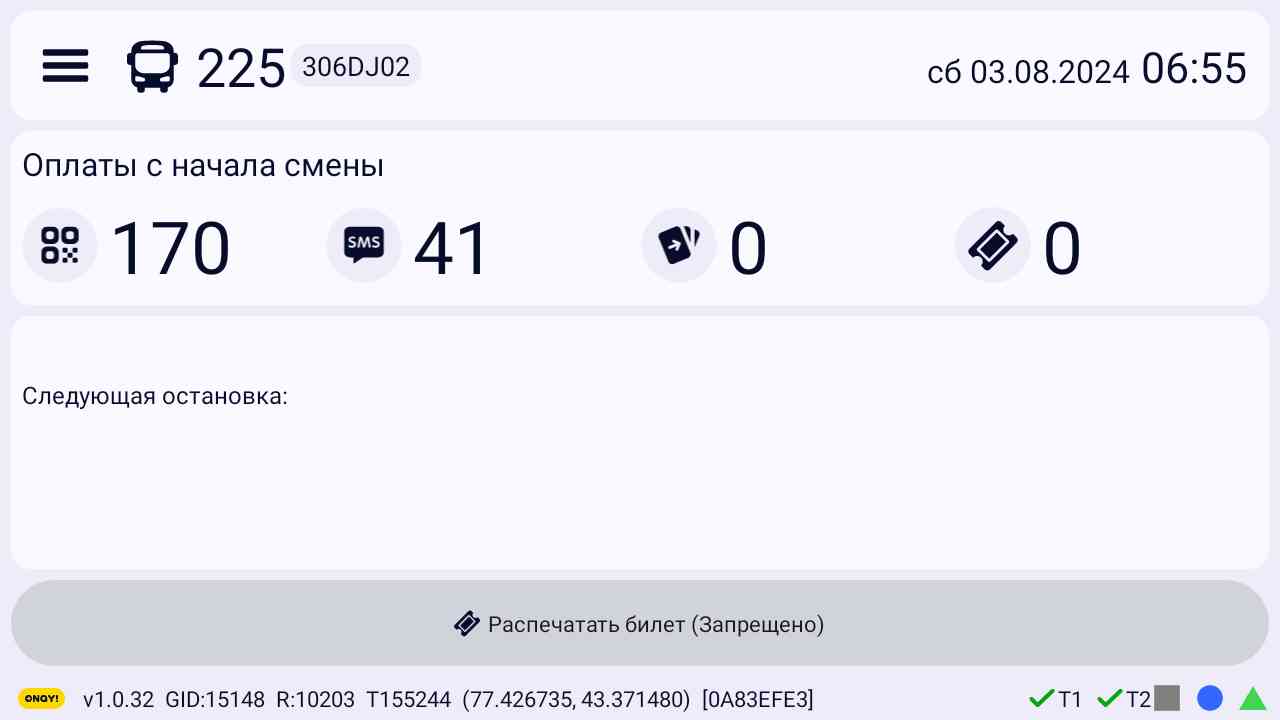 225 306DJ02 сб 03.08.2024 06:55
Оплаты с начала смены
170 SMS 41 0 0
Следующая остановка:
Распечатать билет (Запрещено)
ONAY! v1.0.32 GID:15148 R:10203 T155244 (77.426735, 43.371480) [0A83EFE3] T1 T2